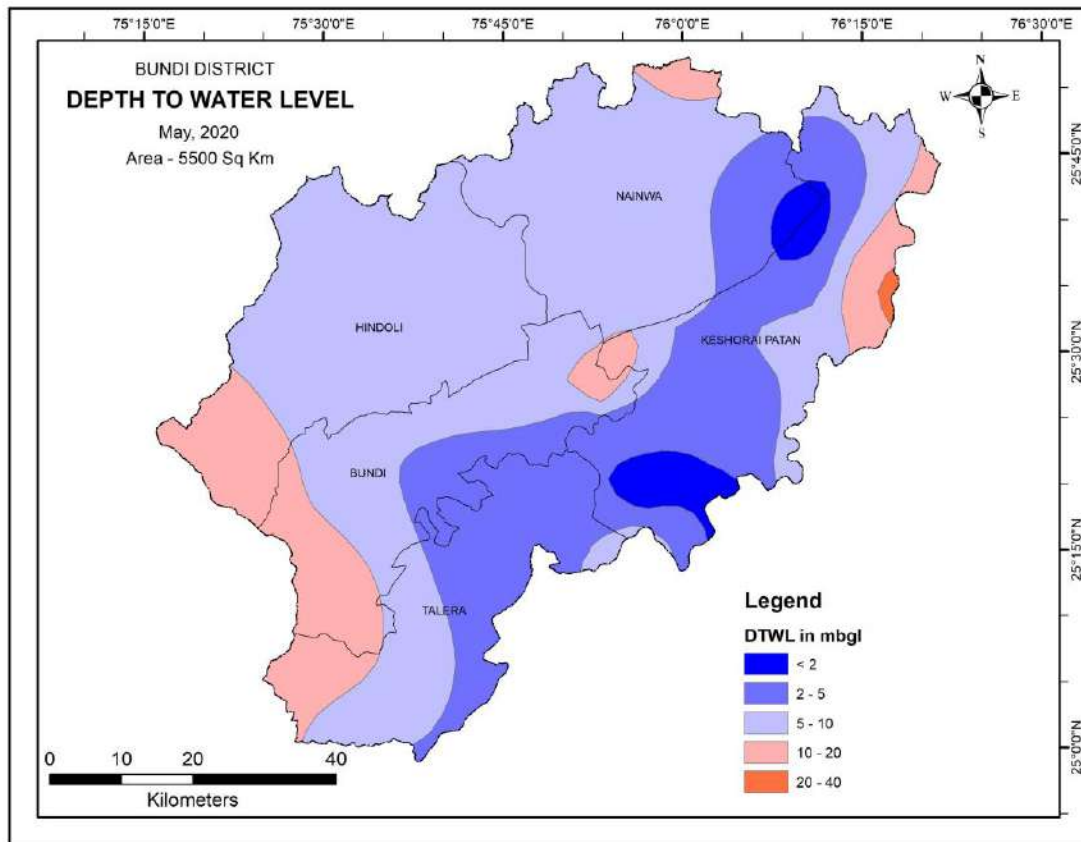 75°15'0"E 75°30'0"E 75°45'0"E 76°0'0"E 76°15'0"E 76°30'0"E
BUNDI DISTRICT
DEPTH TO WATER LEVEL
May, 2020
Area - 5500 Sq Km
N
W E
S
25°45'0"N
NAINWA
HINDOLI
KESHORAI PATAN
25°30'0"N
BUNDI
25°15'0"N
TALERA
Legend
DTWL in mbgl
< 2
2 - 5
5 - 10
10 - 20
20 - 40
25°0'0"N
0 10 20 40
Kilometers